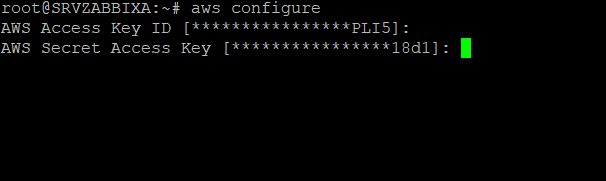 root@SRVZABBIXA:~# aws configure
AWS Access Key ID [****************PLI5]:
AWS Secret Access Key [****************18d1]: